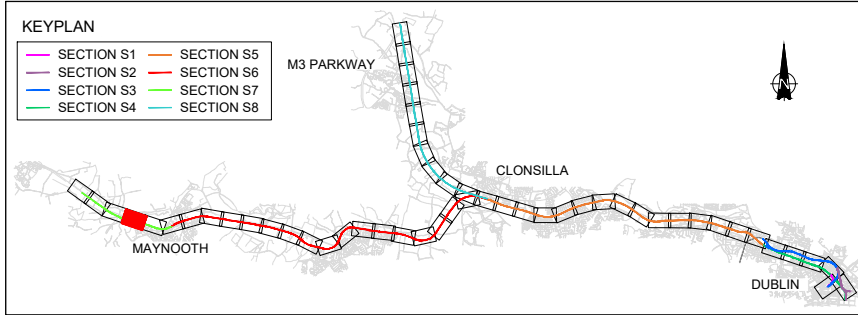 KEYPLAN
SECTION S1
SECTION S5
SECTION S2
SECTION S6
SECTION S3
SECTION S7
SECTION S4
SECTION S8
M3 PARKWAY
CLONSILLA
MAYNOOTH
DUBLIN